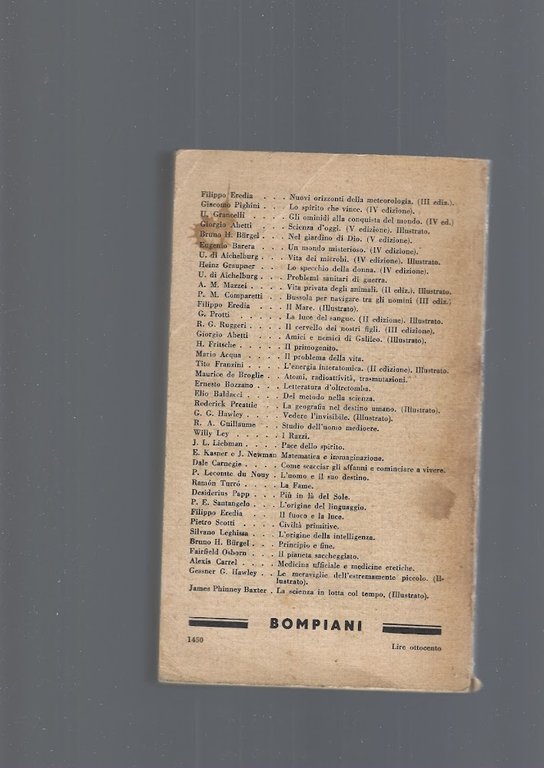 Filippo Eredia . . . . Nuovi orizzonti della meteorologia. (III ediz.).
Giacomo Pighini . . . Lo spirito che vince. (IV edizione).
U. Grancelli . . . . Gli ominidi alla conquista del mondo. (IV ed.)
Giorgio Abetti . . . . Scienza d'oggi. (V edizione). Illustrato.
Bruno H. Bürgel . . . Nel giardino di Dio. (V edizione).
Eugenio Barera . . . . Un mondo misterioso. (IV edizione).
U. di Aichelburg . . . Vita dei microbi. (IV edizione). Illustrato.
Heinz Graupner . . . . Lo specchio della donna. (IV edizione).
U. di Aichelburg . . . Problemi sanitari di guerra.
A. M. Mazzei . . . . Vita privata degli animali. (II ediz.). Illustrato.
P. M. Comparetti . . . Bussola per navigare tra gli uomini (III ediz.)
Filippo Eredia . . . . Il Mare. (Illustrato).
G. Protti . . . . . La luce del sangue. (II edizione). Illustrato.
R. G. Ruggeri . . . . Il cervello dei nostri figli. (III edizione).
Giorgio Abetti . . . . Amici e nemici di Galileo. (Illustrato).
H. Fritsche . . . . . Il primogenito.
Mario Acqua . . . . . Il problema della vita.
Tito Franzini . . . . L'energia interatomica. (II edizione). Illustrato.
Maurice de Broglie . . Atomi, radioattività, trasmutazioni.
Ernesto Bozzano . . . Letteratura d'oltretomba.
Elio Baldacci . . . . Del metodo nella scienza.
Roderick Peattie . . . La geografia nel destino umano. (Illustrato).
G. G. Hawley . . . . Vedere l'invisibile. (Illustrato).
R. A. Guillaume . . . Studio dell'uomo mediocre.
Willy Ley . . . . . I Razzi.
J. L. Liebman . . . . Pace dello spirito.
E. Kasner e J. Newman Matematica e immaginazione.
Dale Carnegie . . . . Come scacciar gli affanni e cominciare a vivere.
P. Lecomte du Nouy . L'uomo e il suo destino.
Ramón Turró . . . . La Fame.
Desiderius Papp . . . Più in là del Sole.
P. E. Santangelo . . . L'origine del linguaggio.
Filippo Eredia . . . . Il fuoco e la luce.
Pietro Scotti . . . . Civiltà primitive.
Silvano Leghissa . . . L'origine della intelligenza.
Bruno H. Bürgel . . . Principio e fine.
Fairfield Osborn . . . Il pianeta saccheggiato.
Alexis Carrel . . . . Medicina ufficiale e medicine eretiche.
Gessner G. Hawley . . Le meraviglie dell'estremamente piccolo. (Il-
lustrato).
James Phinney Baxter . La scienza in lotta col tempo. (Illustrato).
BOMPIANI
1450
Lire ottocento